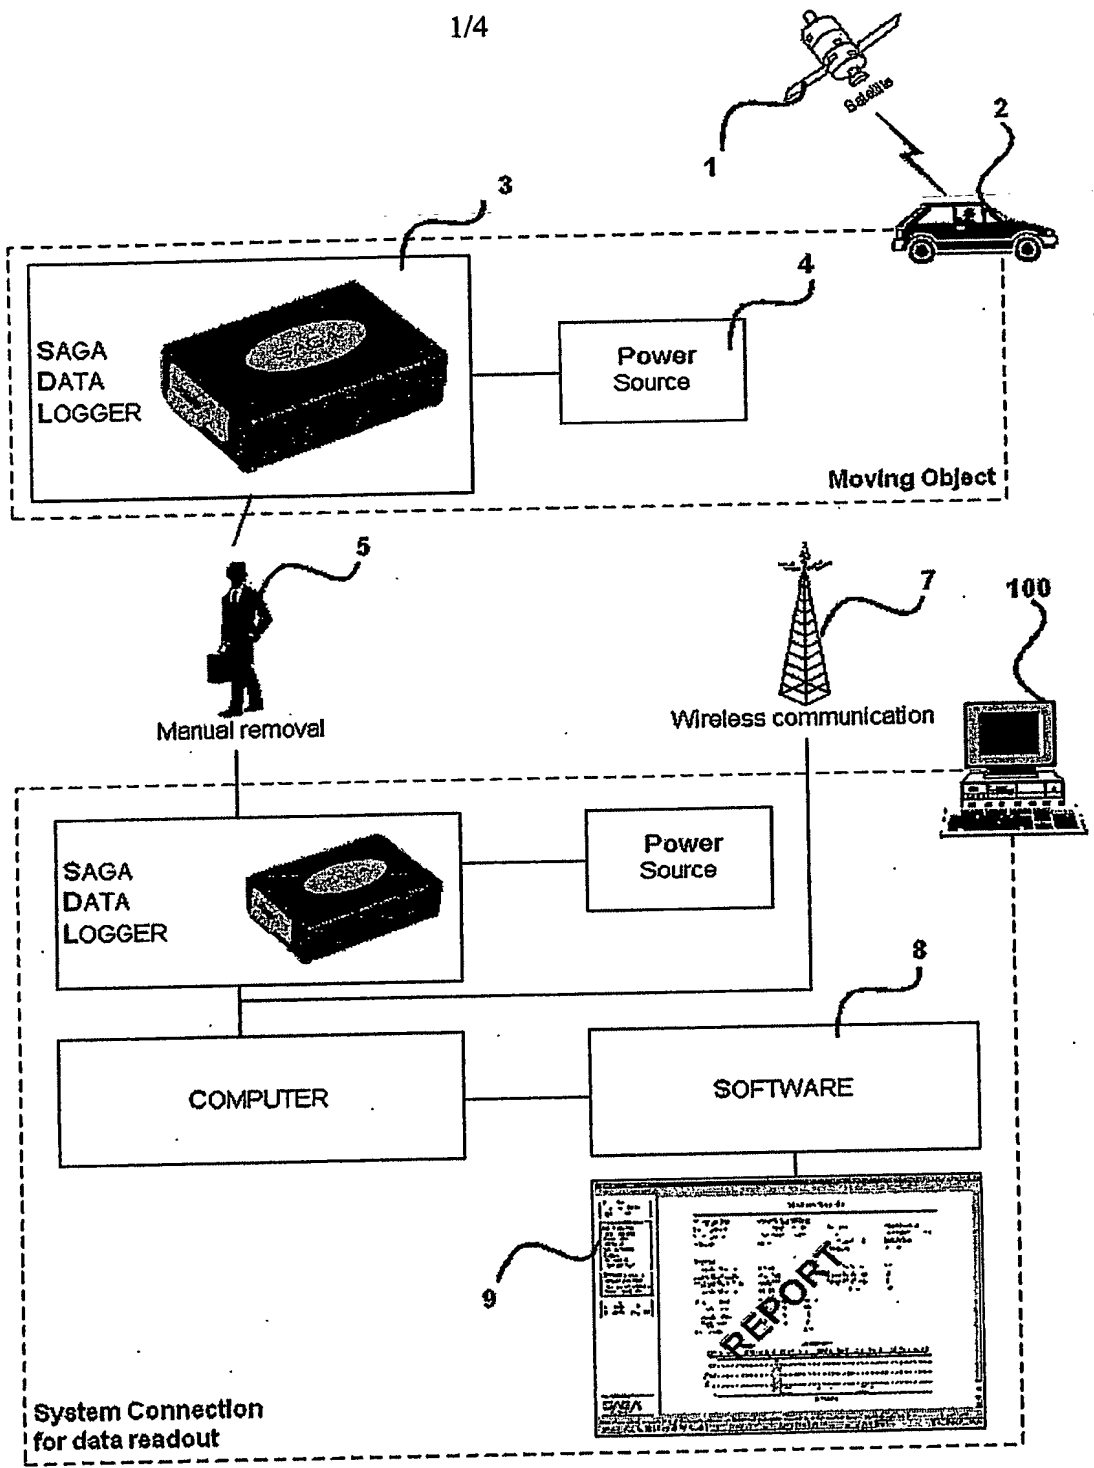 1/4
Satellite
1
2
3
4
SAGA
DATA
LOGGER
Power
Source
Moving Object
5
7
100
Manual removal
Wireless communication
SAGA
DATA
LOGGER
Power
Source
8
COMPUTER
SOFTWARE
9
REPORT
System Connection
for data readout